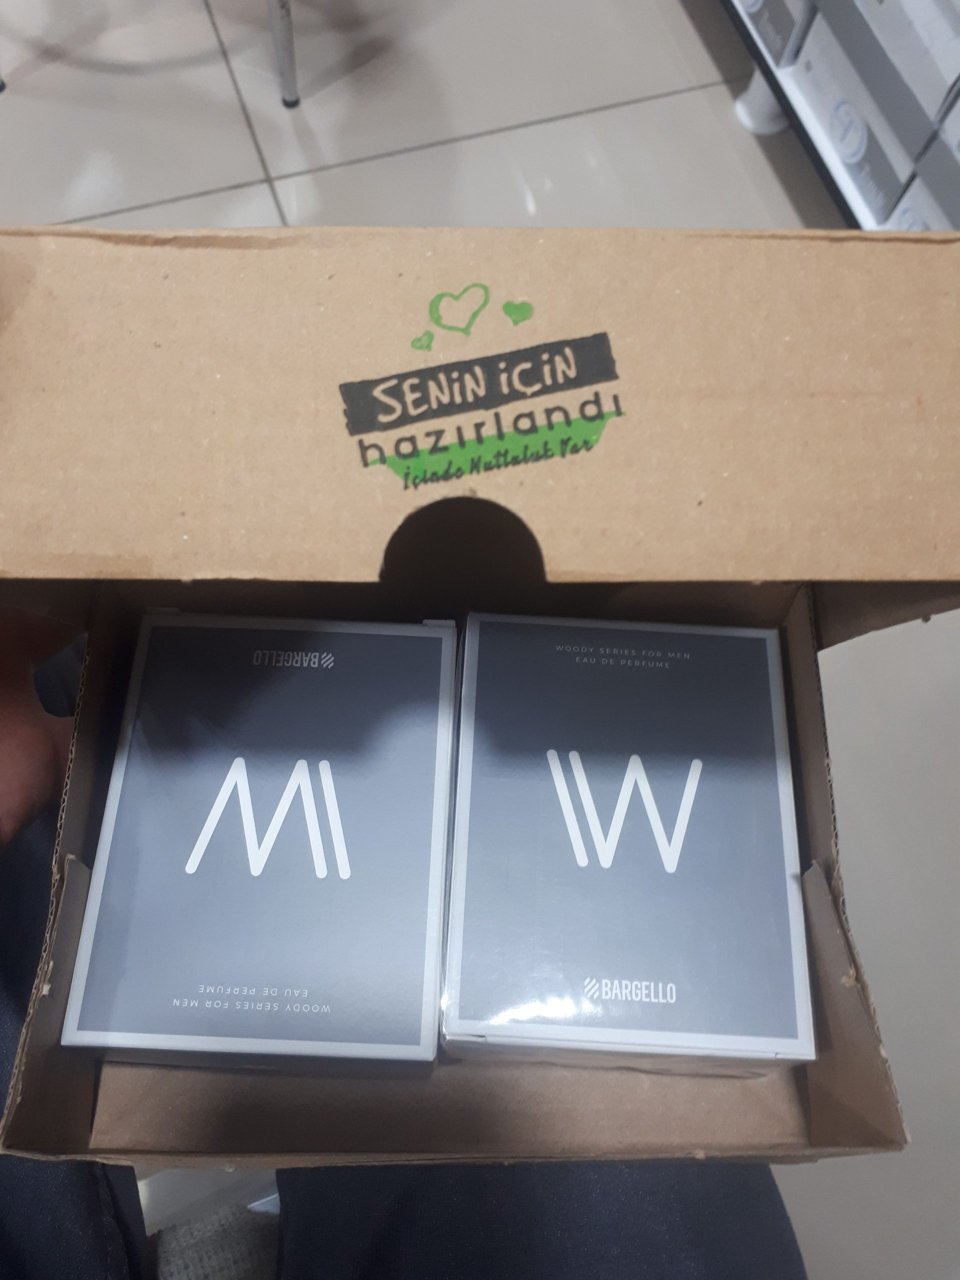 SENİN İÇİN
hazırlandı
İçinde Mutluluk Var
BARGELLO
W
WOODY SERIES FOR MEN
EAU DE PERFUME
WOODY SERIES FOR MEN
EAU DE PERFUME
W
BARGELLO